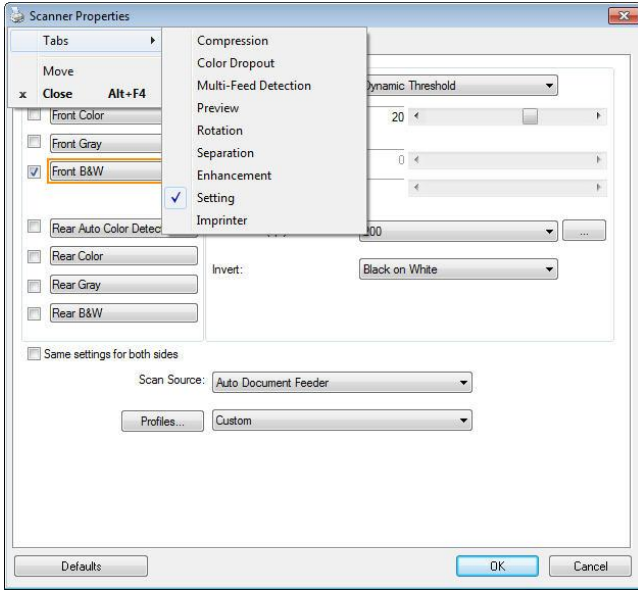 Scanner Properties
Tabs
Compression
Color Dropout
Move
Multi-Feed Detection
Dynamic Threshold
x Close Alt+F4
Preview
Front Color
20
Rotation
Front Gray
Separation
0
Front B&W
Enhancement
Setting
Imprinter
Rear Auto Color Detec
200
...
Rear Color
Invert:
Black on White
Rear Gray
Rear B&W
Same settings for both sides
Scan Source:
Auto Document Feeder
Profiles...
Custom
Defaults
OK
Cancel